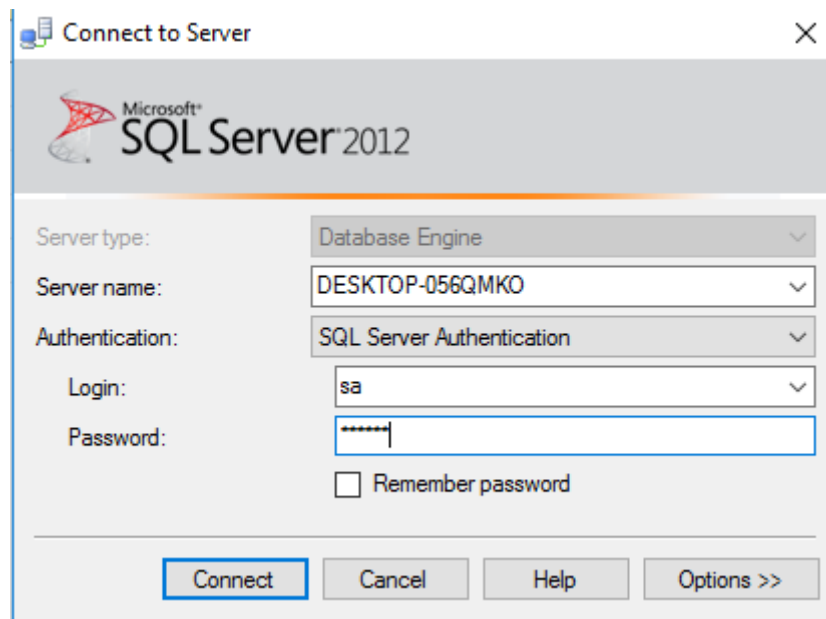 Connect to Server
Microsoft®
SQL Server® 2012
Server type: Database Engine
Server name: DESKTOP-056QMKO
Authentication: SQL Server Authentication
Login: sa
Password: ******
Remember password
Connect Cancel Help Options >>